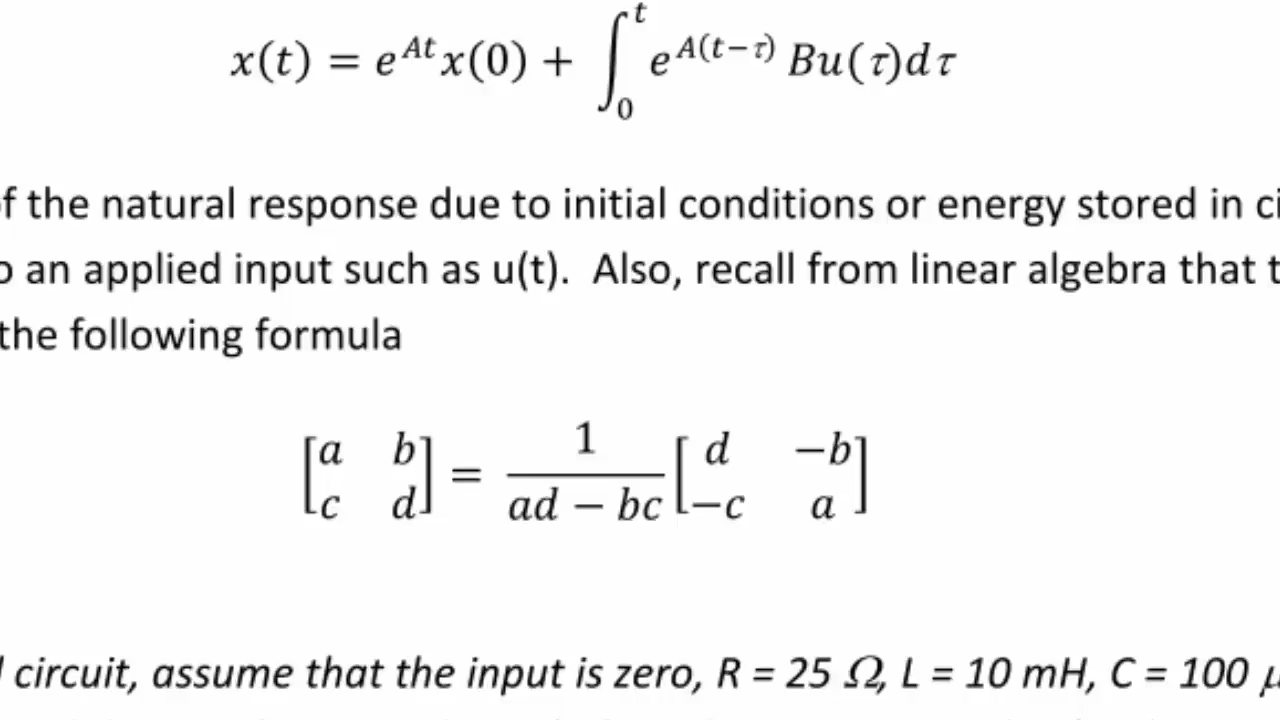 x(t) = e^{At}x(0) + ∫_0^t e^{A(t−τ)} Bu(τ)dτ
f the natural response due to initial conditions or energy stored in ci
o an applied input such as u(t). Also, recall from linear algebra that t
the following formula
[a b; c d] = 1/(ad − bc) [d −b; −c a]
circuit, assume that the input is zero, R = 25 Ω, L = 10 mH, C = 100 μ